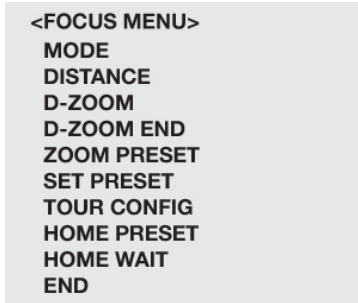 <FOCUS MENU>
MODE
DISTANCE
D-ZOOM
D-ZOOM END
ZOOM PRESET
SET PRESET
TOUR CONFIG
HOME PRESET
HOME WAIT
END